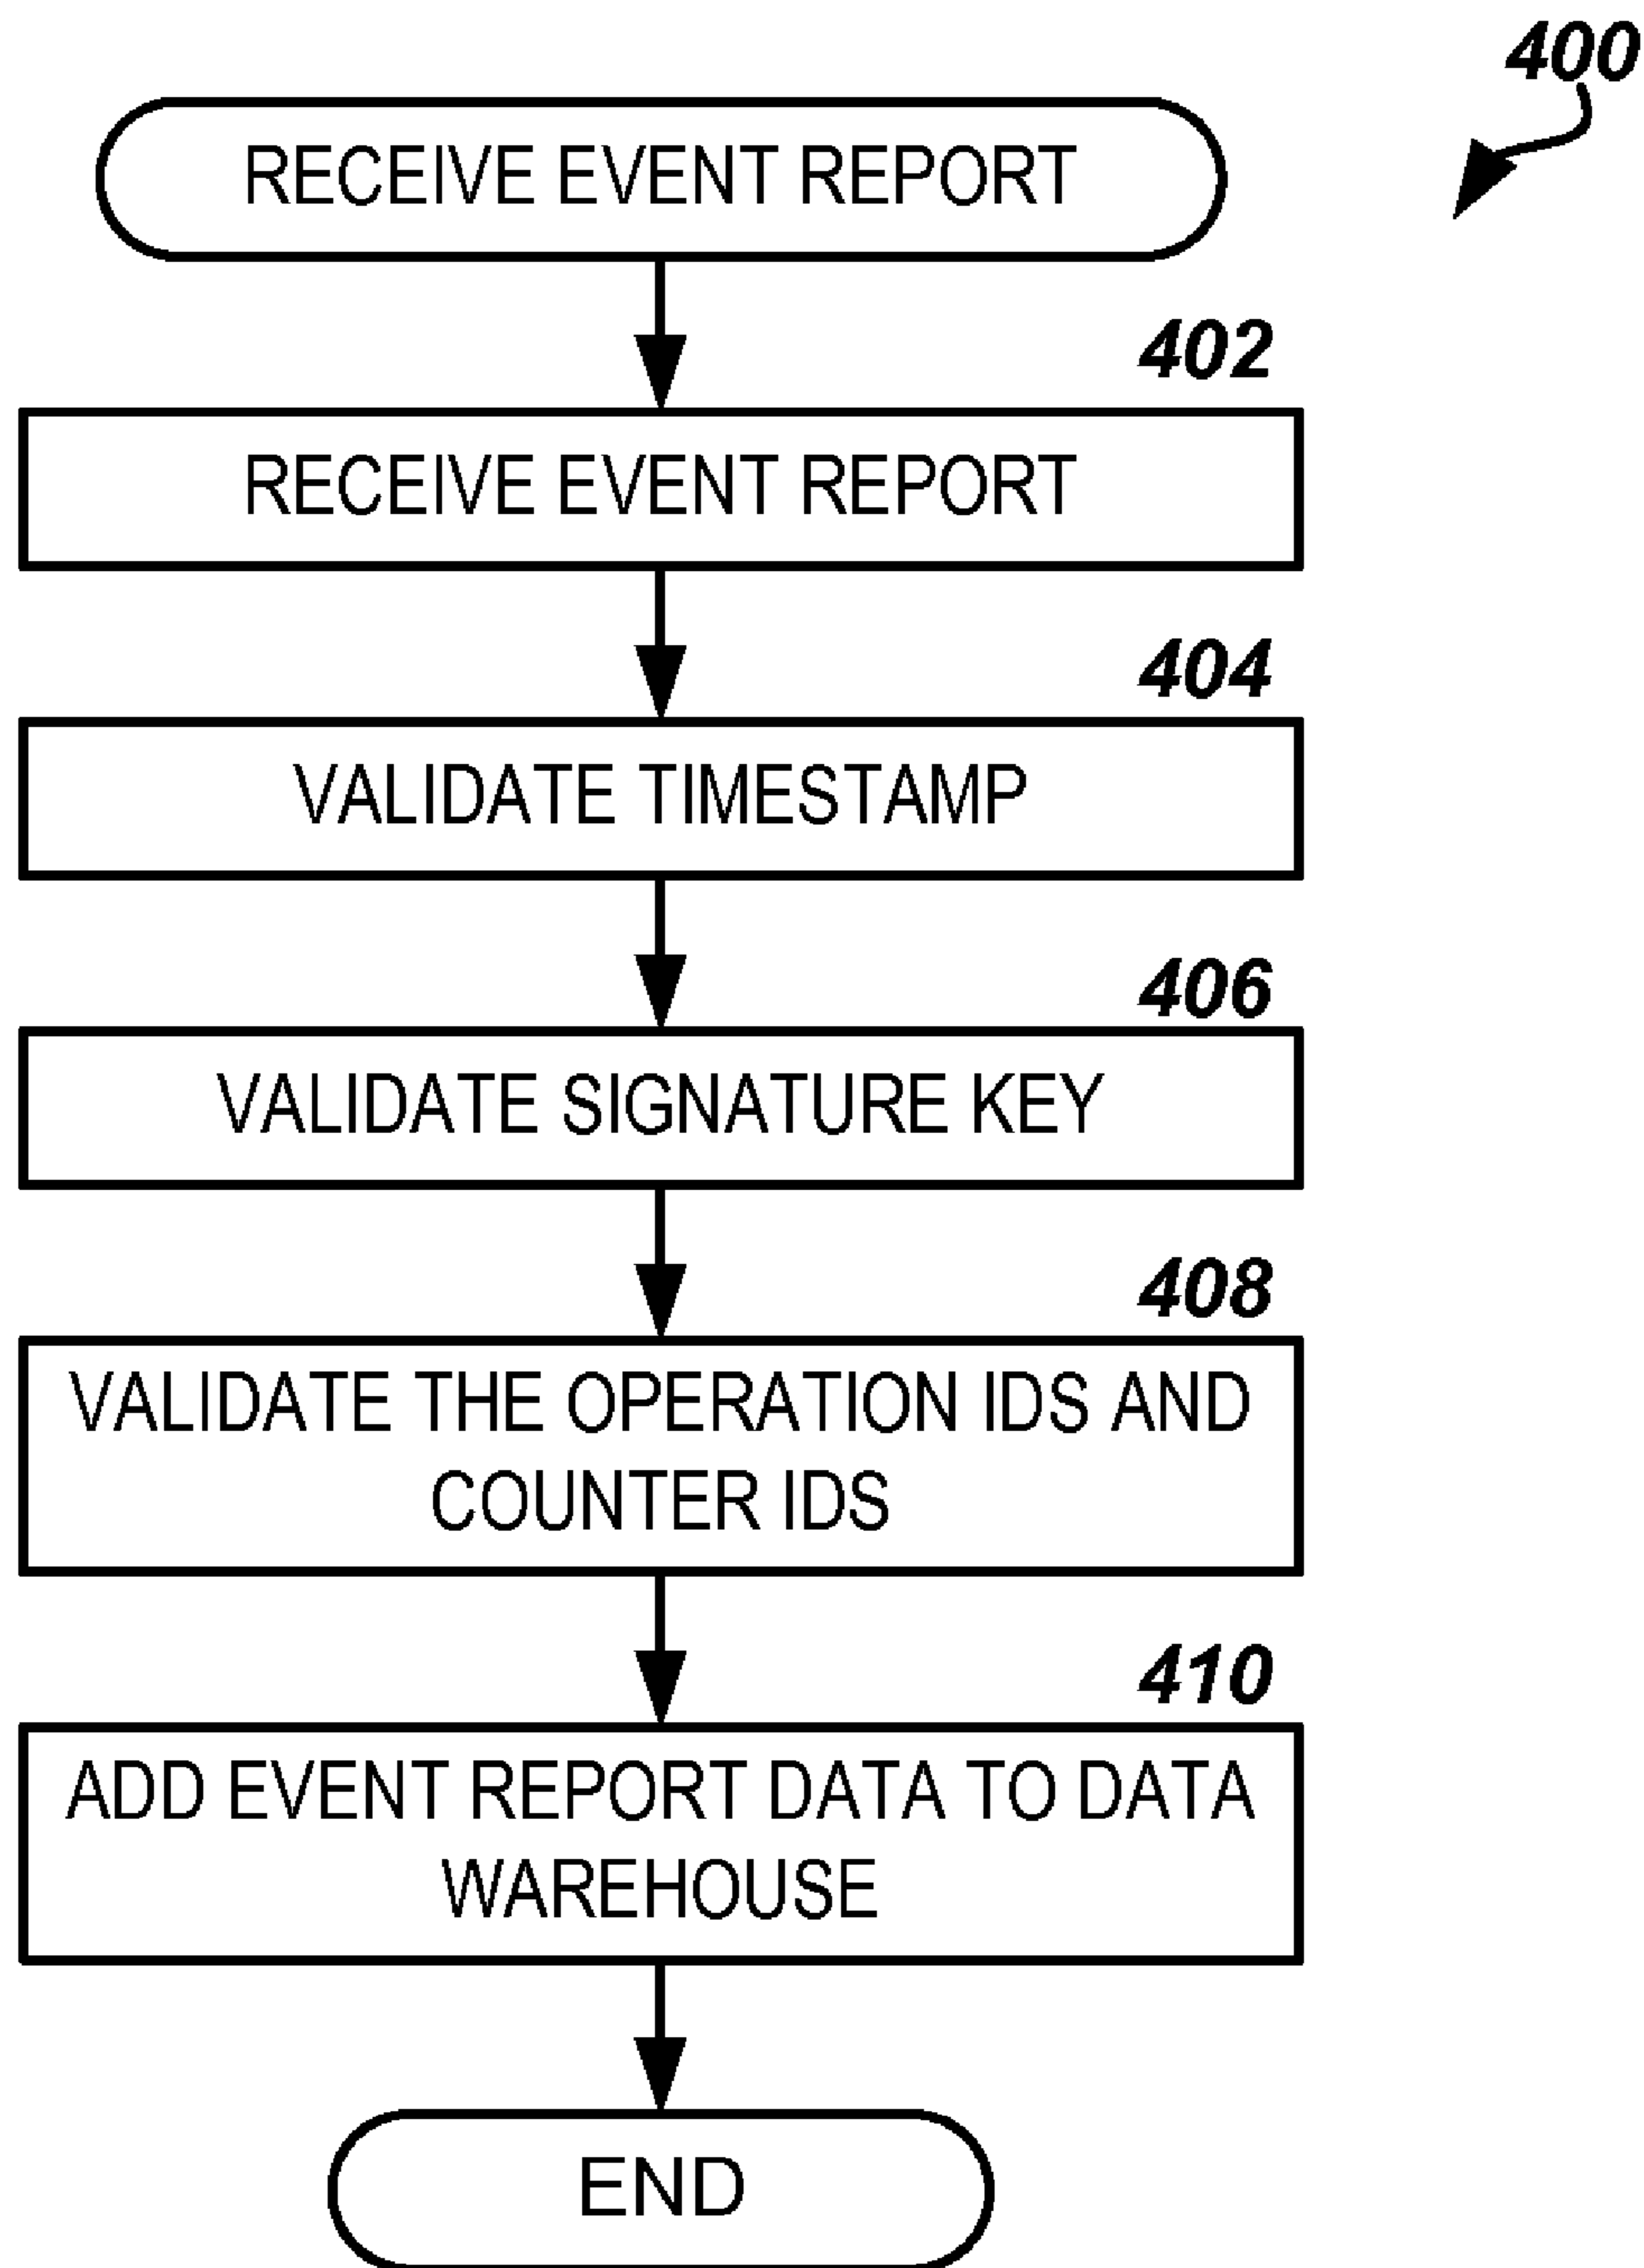 400
RECEIVE EVENT REPORT
402
RECEIVE EVENT REPORT
404
VALIDATE TIMESTAMP
406
VALIDATE SIGNATURE KEY
408
VALIDATE THE OPERATION IDS AND
COUNTER IDS
410
ADD EVENT REPORT DATA TO DATA
WAREHOUSE
END